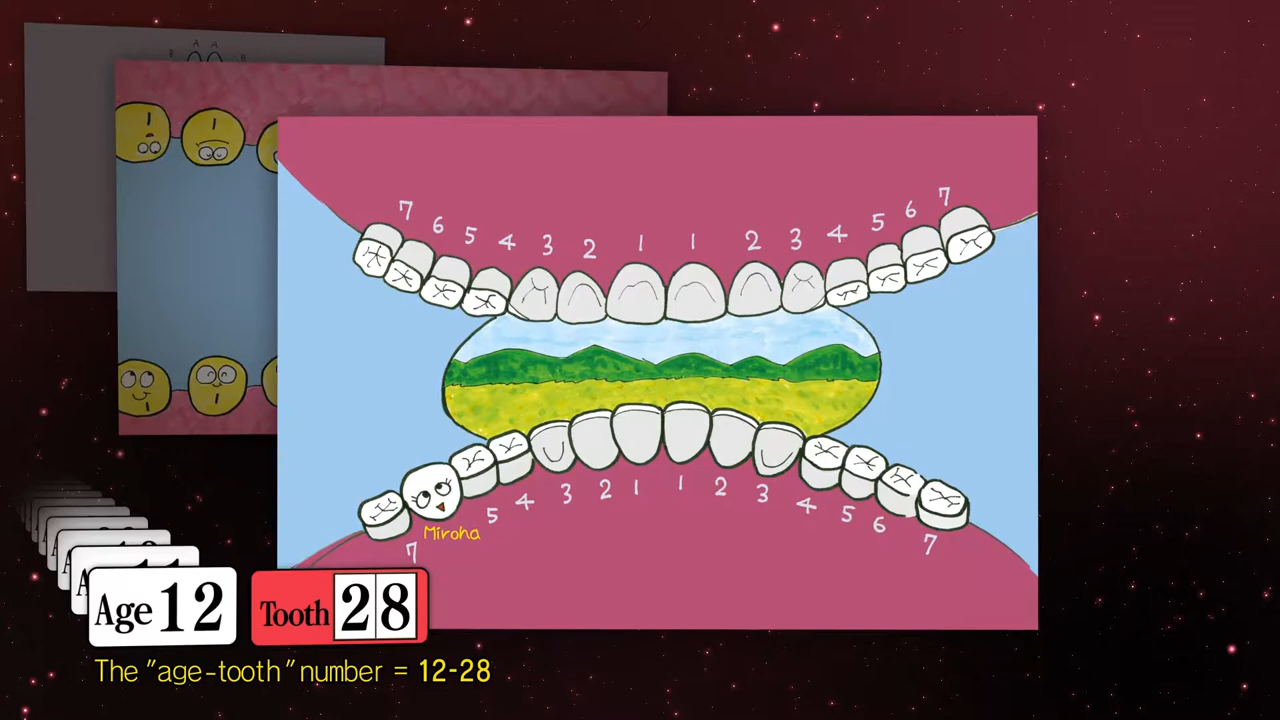 A A
7 6 5 4 3 2 1 1 2 3 4 5 6 7
7 Miroha 5 4 3 2 1 1 2 3 4 5 6 7
Age 12 Tooth 28
The "age-tooth" number = 12-28